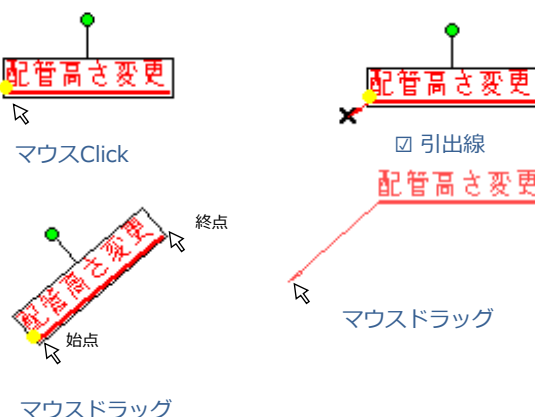 配管高さ変更
マウスClick
配管高さ変更
☑ 引出線
配管高さ変更
マウスドラッグ
配管高さ変更
終点
始点
マウスドラッグ